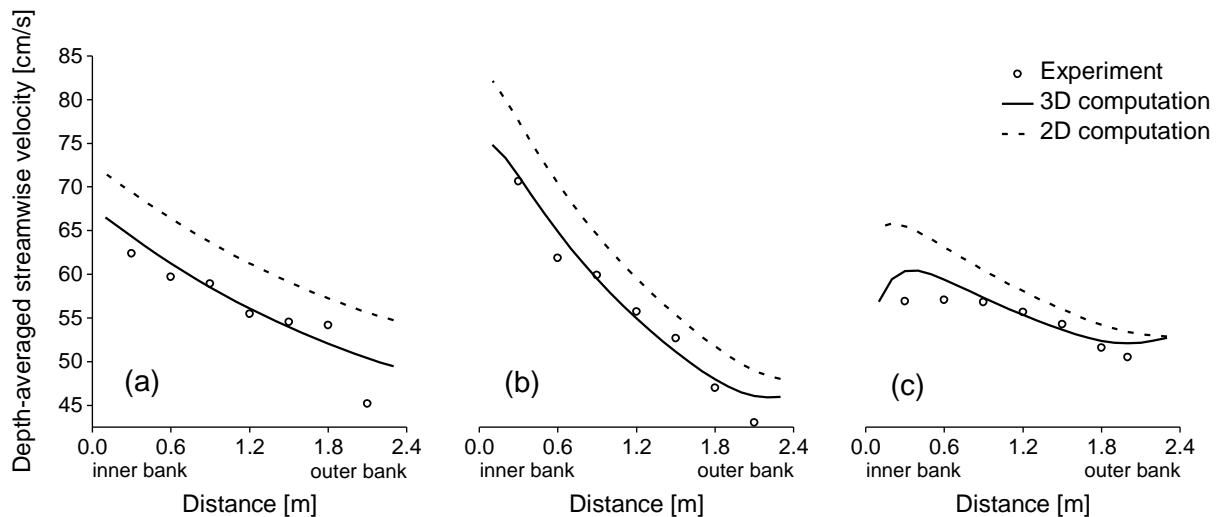 Depth-averaged streamwise velocity [cm/s]
85
80
75
70
65
60
55
50
45
Experiment
3D computation
2D computation
(a)
(b)
(c)
0.0 0.6 1.2 1.8 2.4
inner bank outer bank
Distance [m]
0.0 0.6 1.2 1.8 2.4
inner bank outer bank
Distance [m]
0.0 0.6 1.2 1.8 2.4
inner bank outer bank
Distance [m]